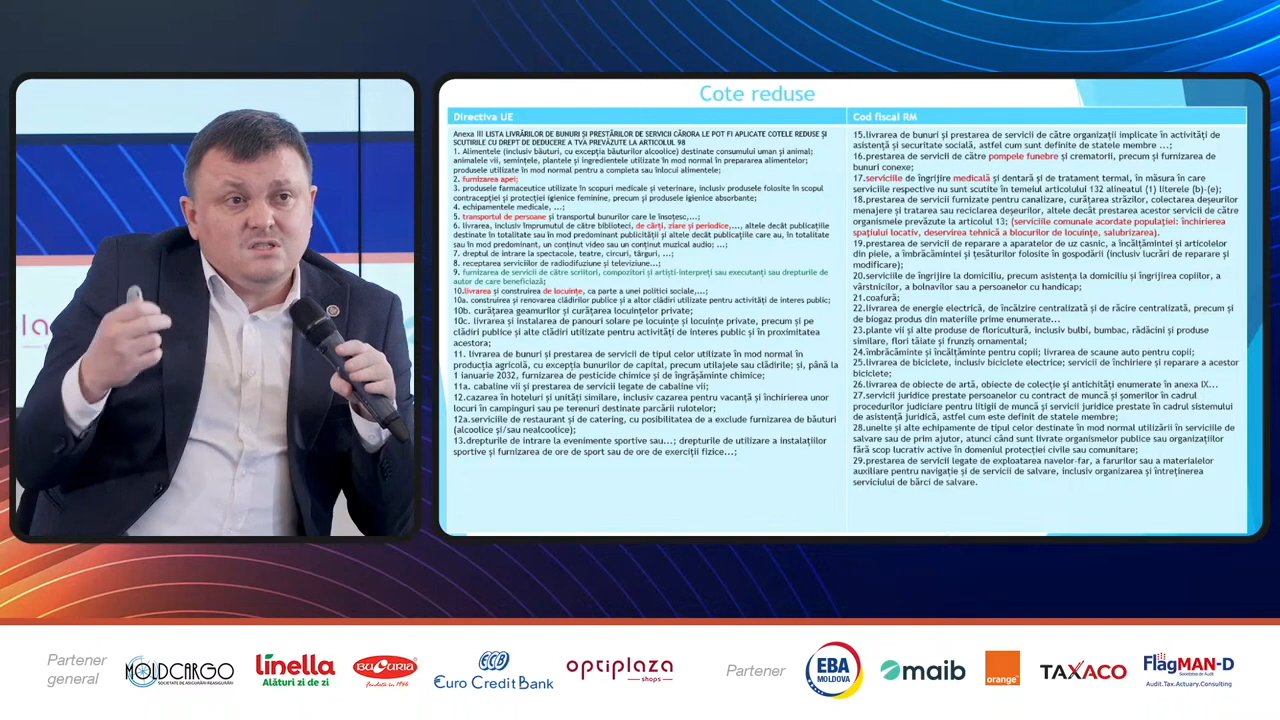 la
Cote reduse
Directiva UE
Cod fiscal RM
Anexa III LISTA LIVRĂRILOR DE BUNURI ȘI PRESTĂRILOR DE SERVICII CĂRORA LE POT FI APLICATE COTELE REDUSE ȘI
SCUTIRILE CU DREPT DE DEDUCERE A TVA PREVĂZUTE LA ARTICOLUL 98
1. Alimentele (inclusiv băuturi, cu excepția băuturilor alcoolice) destinate consumului uman și animal;
animalele vii, semințele, plantele și ingredientele utilizate în mod normal în prepararea alimentelor;
produsele utilizate în mod normal pentru a completa sau înlocui alimentele;
2. furnizarea apei;
3. produsele farmaceutice utilizate în scopuri medicale și veterinare, inclusiv produsele folosite în scopul
contracepției și protecției igienice feminine, precum și produsele igienice absorbante;
4. echipamentele medicale, ...;
5. transportul de persoane și transportul bunurilor care le însoțesc,...;
6. livrarea, inclusiv împrumutul de către biblioteci, de cărți, ziare și periodice,..., altele decât publicațiile
destinate în totalitate sau în mod predominant publicității și altele decât publicațiile care au, în totalitate
sau în mod predominant, un conținut video sau un conținut muzical audio; ...;
7. dreptul de intrare la spectacole, teatre, circuri, târguri, ...;
8. receptarea serviciilor de radiodifuziune și televiziune...;
9. furnizarea de servicii de către scriitori, compozitori și artiști-interpreți sau executanți sau drepturile de
autor de care beneficiază;
10.livrarea și construirea de locuințe, ca parte a unei politici sociale,...;
10a. construirea și renovarea clădirilor publice și a altor clădiri utilizate pentru activități de interes public;
10b. curățarea geamurilor și curățarea locuințelor private;
10c. livrarea și instalarea de panouri solare pe locuințe și locuințe private, precum și pe
clădiri publice și alte clădiri utilizate pentru activități de interes public și în proximitatea
acestora;
11. livrarea de bunuri și prestarea de servicii de tipul celor utilizate în mod normal în
producția agricolă, cu excepția bunurilor de capital, precum utilajele sau clădirile; și, până la
1 ianuarie 2032, furnizarea de pesticide chimice și de îngrășăminte chimice;
11a. cabaline vii și prestarea de servicii legate de cabaline vii;
12.cazarea în hoteluri și unități similare, inclusiv cazarea pentru vacanță și închirierea unor
locuri în campinguri sau pe terenuri destinate parcării rulotelor;
12a.serviciile de restaurant și de catering, cu posibilitatea de a exclude furnizarea de băuturi
(alcoolice și/sau nealcoolice);
13.drepturile de intrare la evenimente sportive sau...; drepturile de utilizare a instalațiilor
sportive și furnizarea de ore de sport sau de ore de exerciții fizice...;
15.livrarea de bunuri și prestarea de servicii de către organizații implicate în activități de
asistență și securitate socială, astfel cum sunt definite de statele membre ...;
16.prestarea de servicii de către pompele funebre și crematorii, precum și furnizarea de
bunuri conexe;
17.serviciile de îngrijire medicală și dentară și de tratament termal, în măsura în care
serviciile respective nu sunt scutite în temeiul articolului 132 alineatul (1) literele (b)-(e);
18.prestarea de servicii furnizate pentru canalizare, curățarea străzilor, colectarea deșeurilor
menajere și tratarea sau reciclarea deșeurilor, altele decât prestarea acestor servicii de către
organismele prevăzute la articolul 13; (serviciile comunale acordate populației: închirierea
spațiului locativ, deservirea tehnică a blocurilor de locuințe, salubrizarea).
19.prestarea de servicii de reparare a aparatelor de uz casnic, a încălțămintei și articolelor
din piele, a îmbrăcămintei și țesăturilor folosite în gospodării (inclusiv lucrări de reparare și
modificare);
20.serviciile de îngrijire la domiciliu, precum asistența la domiciliu și îngrijirea copiilor, a
vârstnicilor, a bolnavilor sau a persoanelor cu handicap;
21.coafură;
22.livrarea de energie electrică, de încălzire centralizată și de răcire centralizată, precum și
de biogaz produs din materiile prime enumerate...
23.plante vii și alte produse de floricultură, inclusiv bulbi, bumbac, rădăcini și produse
similare, flori tăiate și frunziș ornamental;
24.îmbrăcăminte și încălțăminte pentru copii; livrarea de scaune auto pentru copii;
25.livrarea de biciclete, inclusiv biciclete electrice; servicii de închiriere și reparare a acestor
biciclete;
26.livrarea de obiecte de artă, obiecte de colecție și antichități enumerate în anexa IX...
27.servicii juridice prestate persoanelor cu contract de muncă și șomerilor în cadrul
procedurilor judiciare pentru litigii de muncă și servicii juridice prestate în cadrul sistemului
de asistență juridică, astfel cum este definit de statele membre;
28.unelte și alte echipamente de tipul celor destinate în mod normal utilizării în serviciile de
salvare sau de prim ajutor, atunci când sunt livrate organismelor publice sau organizațiilor
fără scop lucrativ active în domeniul protecției civile sau comunitare;
29.prestarea de servicii legate de exploatarea navelor-far, a farurilor sau a materialelor
auxiliare pentru navigație și de servicii de salvare, inclusiv organizarea și întreținerea
serviciului de bărci de salvare.
Partener
general
MOLDCARGO
SOCIETATE DE ASIGURĂRI-REASIGURĂRI
linella
Alături zi de zi
BUCURIA
fondată în 1946
ECB
Euro Credit Bank
optiplaza
shops
Partener
EBA
MOLDOVA
maib
orange
TAXACO
FlagMAN-D
Societatea de Audit
Audit.Tax.Actuary.Consulting